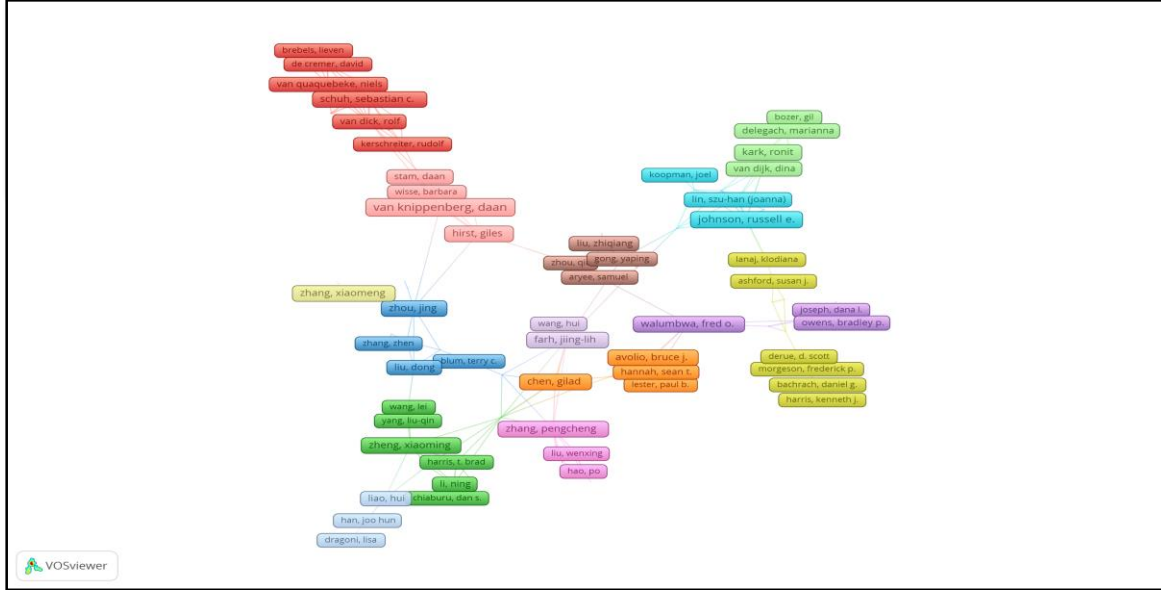 brebels, lieven
de cremer, david
van quaquebeke, niels
schuh, sebastian c.
van dick, rolf
kerschreiter, rudolf
stam, daan
wisse, barbara
van knippenberg, daan
hirst, giles
bozer, gil
delegach, marianna
kark, ronit
van dijk, dina
koopman, joel
lin, szu-han (joanna)
johnson, russell e.
liu, zhiqiang
zhou, qi
gong, yaping
aryee, samuel
lanaj, klodiana
ashford, susan j.
zhang, xiaomeng
zhou, jing
wang, hui
farh, jiing-lih
walumbwa, fred o.
joseph, dana l.
owens, bradley p.
zhang, zhen
blum, terry c.
liu, dong
avolio, bruce j.
hannah, sean t.
lester, paul b.
chen, gilad
derue, d. scott
morgeson, frederick p.
bachrach, daniel g.
harris, kenneth j.
wang, lei
yang, liu-qin
zheng, xiaoming
harris, t. brad
li, ning
liao, hui
chiaburu, dan s.
zhang, pengcheng
liu, wenxing
hao, po
han, joo hun
dragoni, lisa
VOSviewer